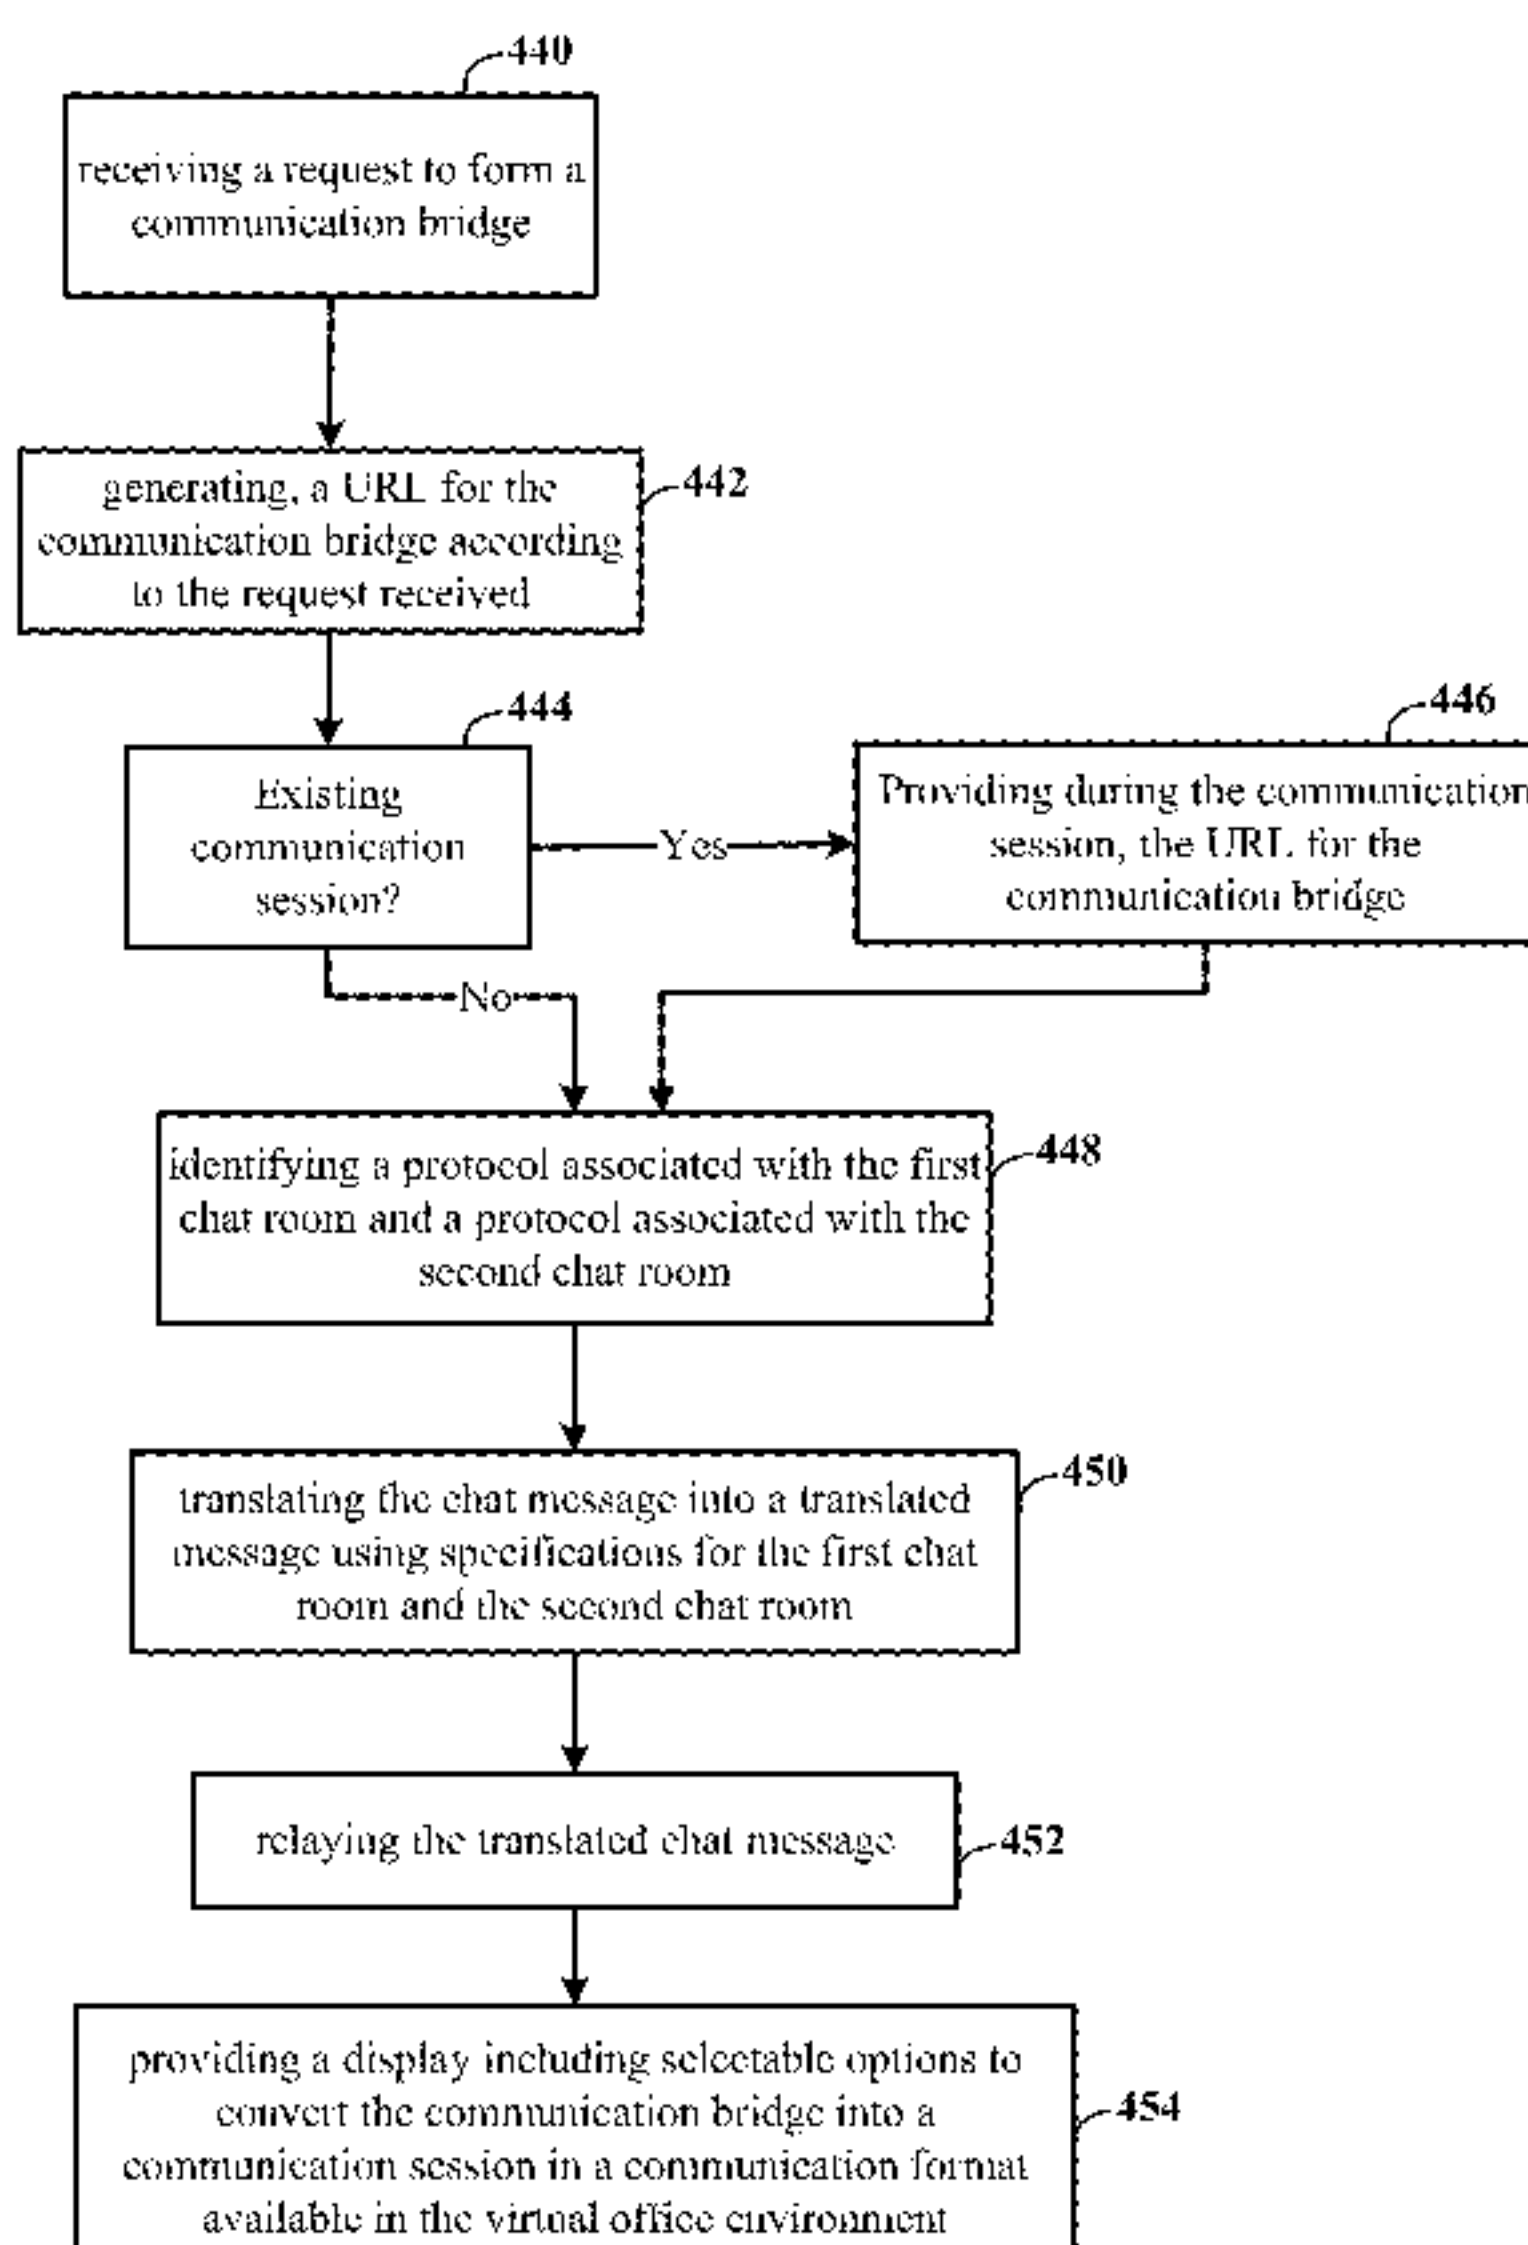 440
receiving a request to form a
communication bridge
generating, a URL for the
communication bridge according
to the request received
442
444
Existing
communication
session?
Yes
446
Providing during the communication
session, the URL for the
communication bridge
No
identifying a protocol associated with the first
chat room and a protocol associated with the
second chat room
448
translating the chat message into a translated
message using specifications for the first chat
room and the second chat room
450
relaying the translated chat message
452
providing a display including selectable options to
convert the communication bridge into a
communication session in a communication format
available in the virtual office environment
454